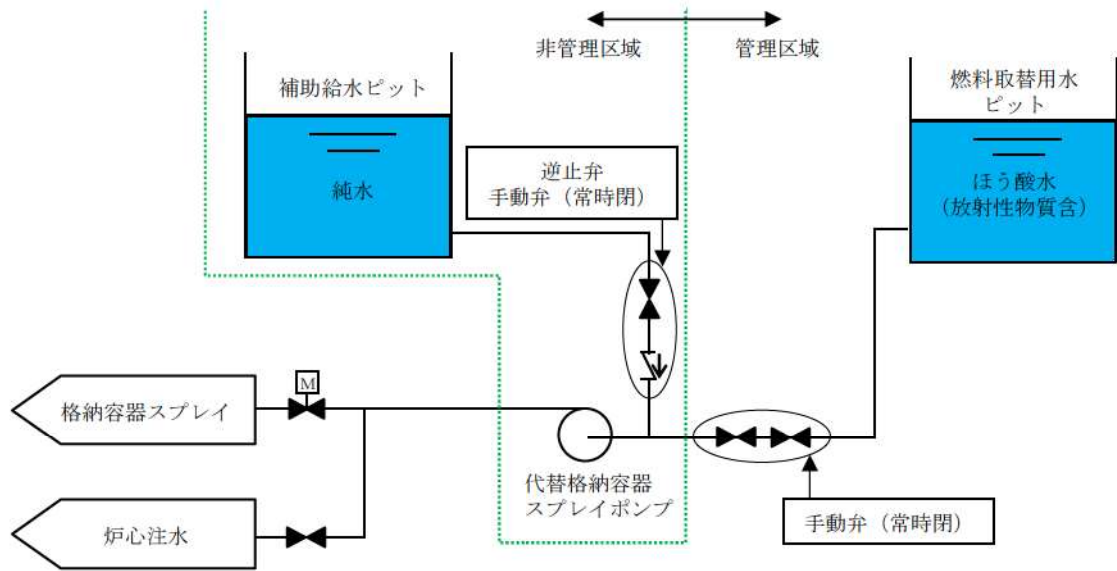 非管理区域
管理区域
補助給水ピット
燃料取替用水
ピット
逆止弁
手動弁（常時閉）
純水
ほう酸水
（放射性物質含）
M
格納容器スプレイ
代替格納容器
スプレイポンプ
手動弁（常時閉）
炉心注水